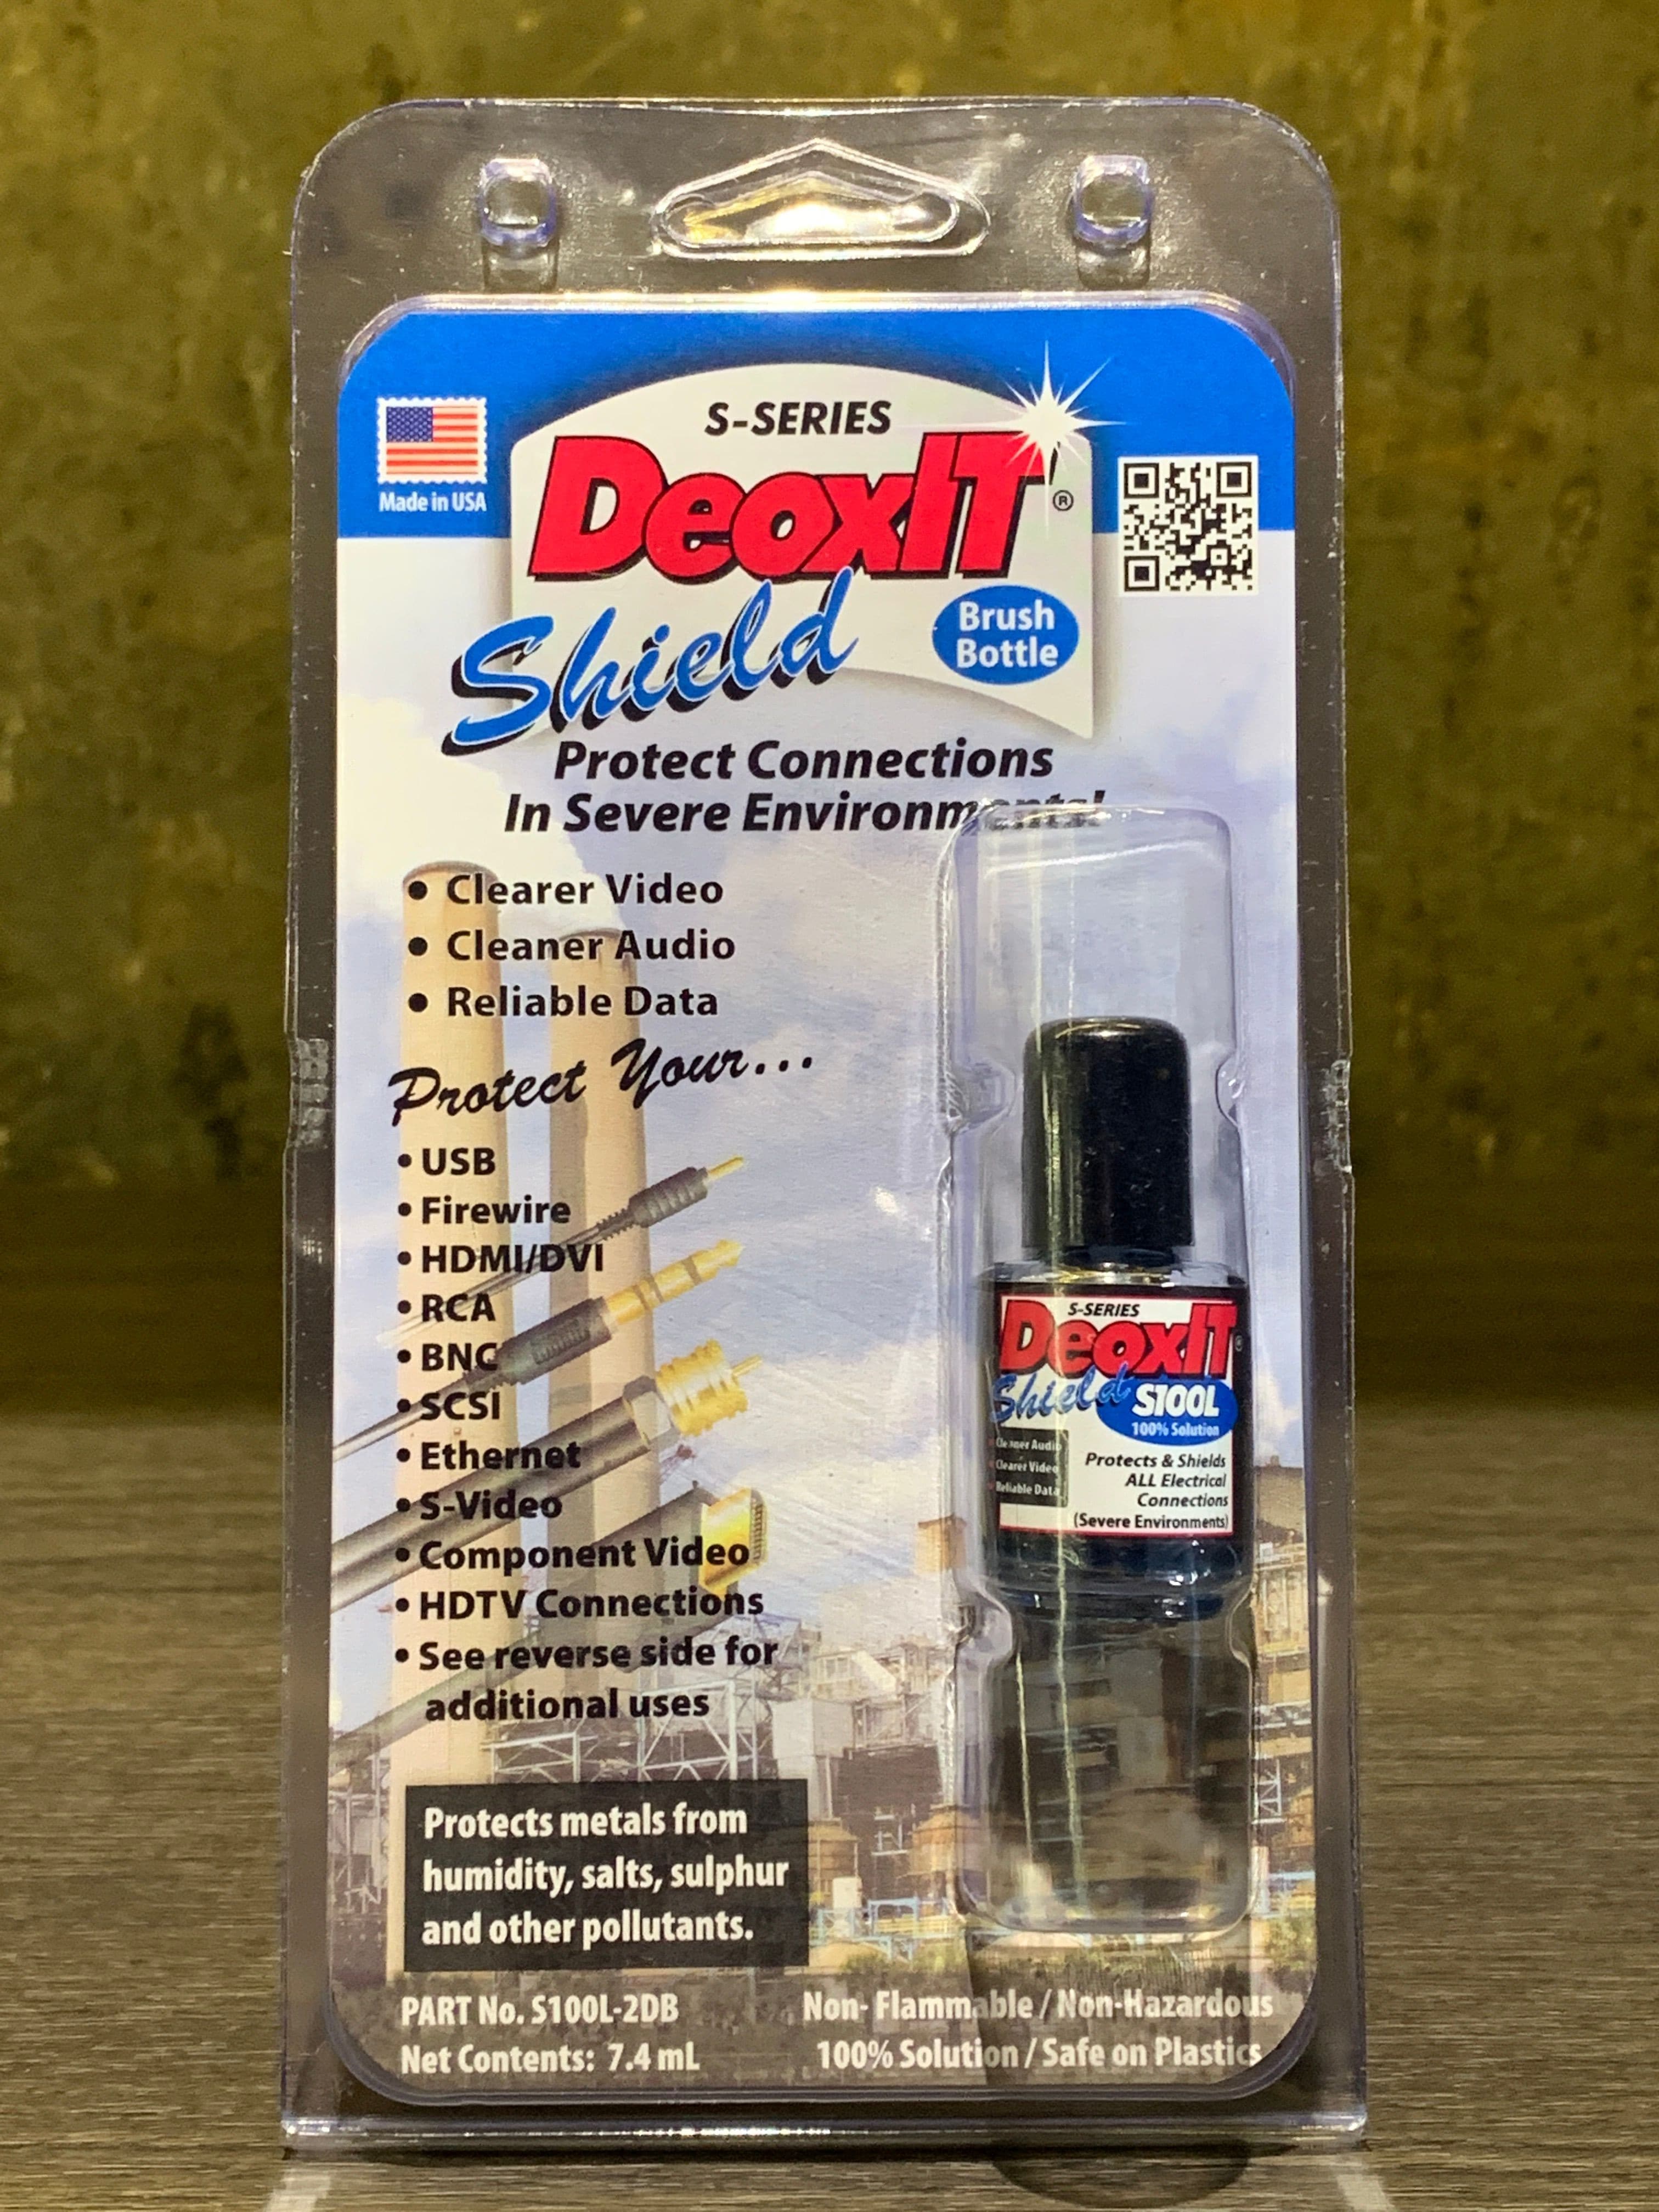 S-SERIES
DeoxIT®
Made in USA
Shield
Brush
Bottle
Protect Connections
In Severe Environments!
• Clearer Video
• Cleaner Audio
• Reliable Data
Protect Your...
• USB
• Firewire
• HDMI/DVI
• RCA
• BNC
• SCSI
• Ethernet
• S-Video
• Component Video
• HDTV Connections
• See reverse side for
additional uses
S-SERIES
DeoxIT®
Shield S100L
100% Solution
Cleaner Audio
Clearer Video
Reliable Data
Protects & Shields
ALL Electrical
Connections
(Severe Environments)
Protects metals from
humidity, salts, sulphur
and other pollutants.
PART No. S100L-2DB
Net Contents: 7.4 mL
Non- Flammable / Non-Hazardous
100% Solution / Safe on Plastics